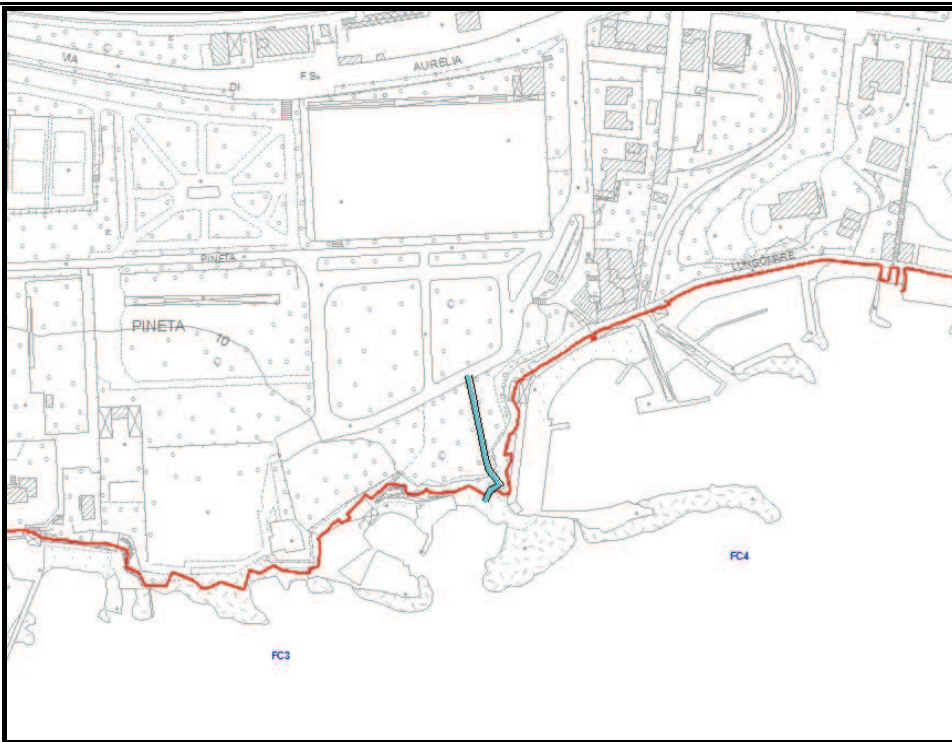 VIA
DI
F.S.
AURELIA
PINETA
LUNGOMARE
PINETA
10
FC4
FC3